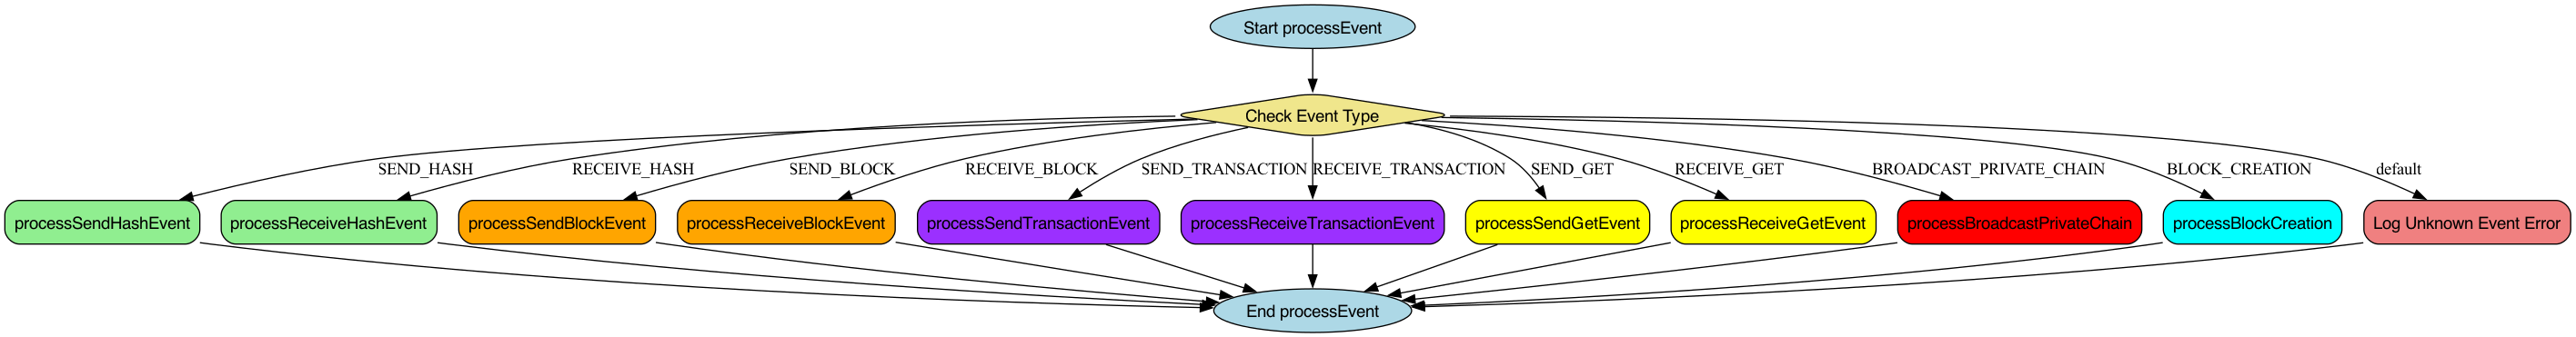 Start processEvent
Check Event Type
SEND_HASH
RECEIVE_HASH
SEND_BLOCK
RECEIVE_BLOCK
SEND_TRANSACTION
RECEIVE_TRANSACTION
SEND_GET
RECEIVE_GET
BROADCAST_PRIVATE_CHAIN
BLOCK_CREATION
default
processSendHashEvent
processReceiveHashEvent
processSendBlockEvent
processReceiveBlockEvent
processSendTransactionEvent
processReceiveTransactionEvent
processSendGetEvent
processReceiveGetEvent
processBroadcastPrivateChain
processBlockCreation
Log Unknown Event Error
End processEvent